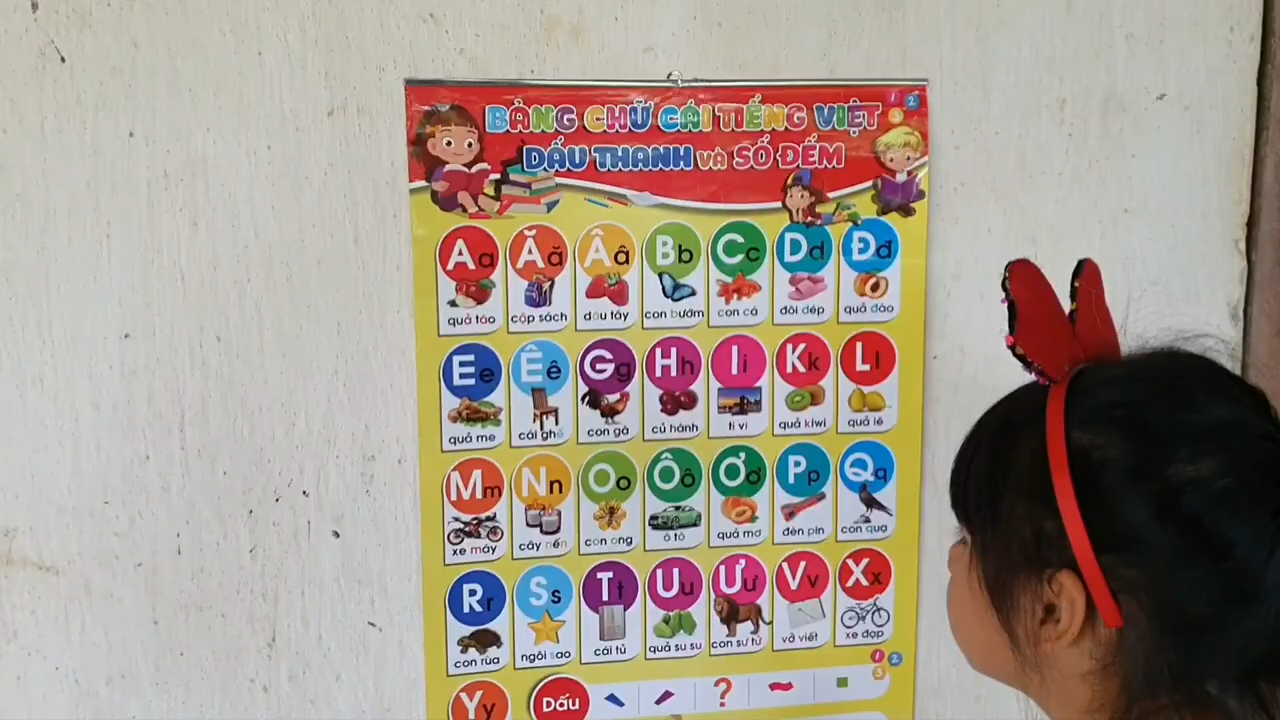 BẢNG CHỮ CÁI TIẾNG VIỆT
DẤU THANH VÀ SỐ ĐẾM
Aa Ăă Ââ Bb Cc Dd Đđ
quả táo cặp sách dâu tây con bướm con cá đôi dép quả đào
Ee Êê Gg Hh Ii Kk Ll
quả me cái ghế con gà củ hành ti vi quả kiwi quả lê
Mm Nn Oo Ôô Ơơ Pp Qq
xe máy cây nến con ong ô tô quả mơ đèn pin con quạ
Rr Ss Tt Uu Ưư Vv Xx
con rùa ngôi sao cái tủ quả su su con sư tử vở viết xe đạp
Yy Dấu ?